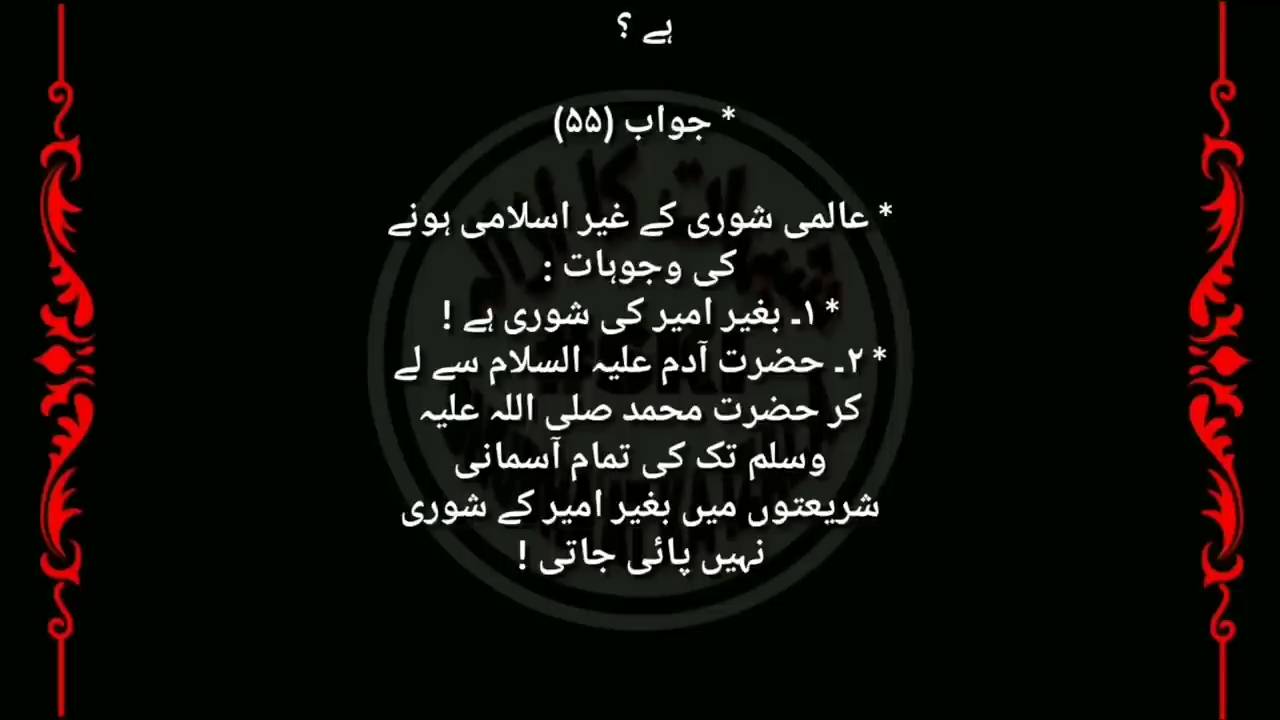 ہے ؟
* جواب (۵۵)
* عالمی شوری کے غیر اسلامی ہونے
کی وجوہات :
* ۱۔ بغیر امیر کی شوری ہے !
* ۲۔ حضرت آدم علیہ السلام سے لے
کر حضرت محمد صلی اللہ علیہ
وسلم تک کی تمام آسمانی
شریعتوں میں بغیر امیر کے شوری
نہیں پائی جاتی !